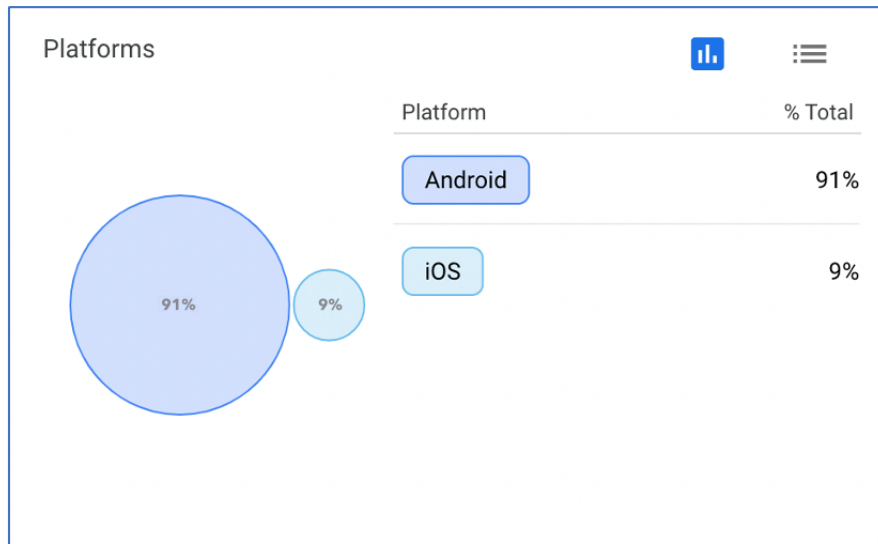 Platforms
Platform % Total
Android 91%
iOS 9%
91% 9%